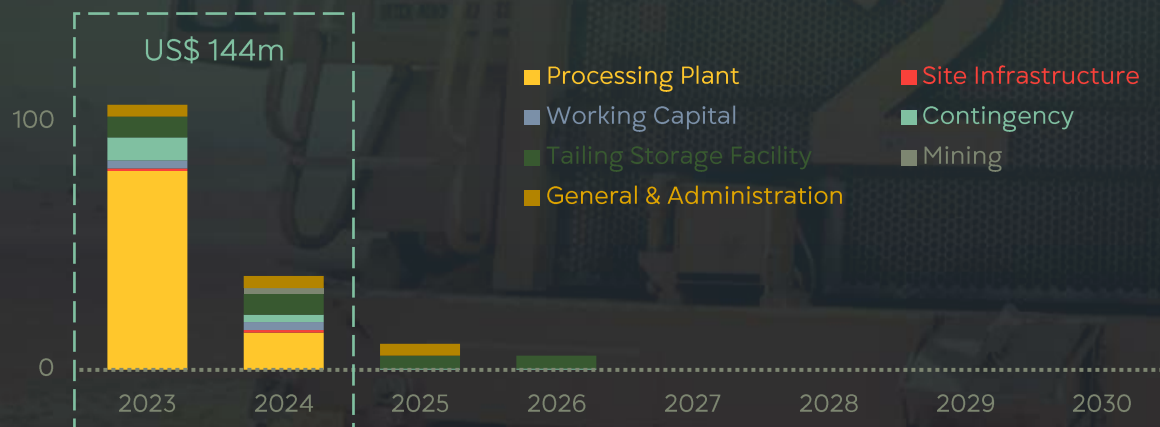 US$ 144m
Processing Plant
Site Infrastructure
100
Working Capital
Contingency
Tailing Storage Facility
Mining
General & Administration
0
2023 2024 2025 2026 2027 2028 2029 2030